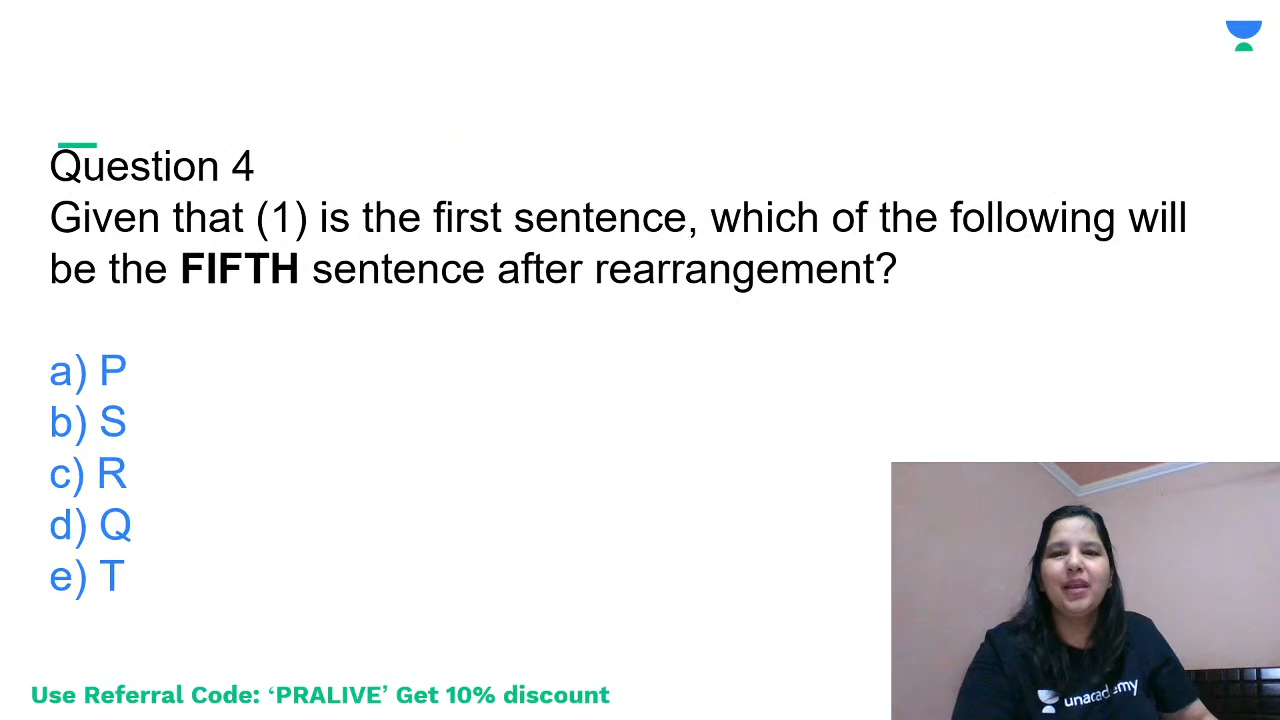 Question 4
Given that (1) is the first sentence, which of the following will
be the FIFTH sentence after rearrangement?
a) P
b) S
c) R
d) Q
e) T
unacademy
Use Referral Code: ‘PRALIVE’ Get 10% discount